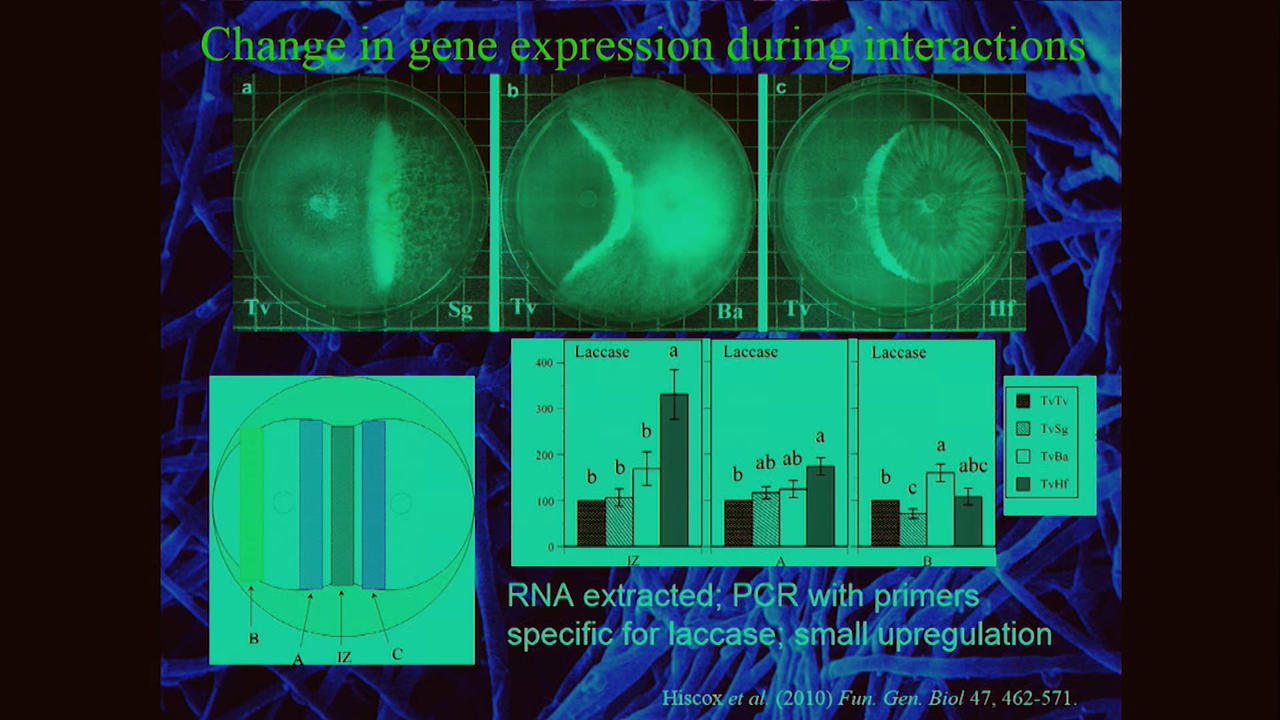 Change in gene expression during interactions
a
b
c
Tv
Sg
Tv
Ba
Tv
Hf
Laccase
a
Laccase
Laccase
400
300
200
100
0
b
b
b
b
ab
ab
a
b
c
a
abc
IZ
A
B
TvTv
TvSg
TvBa
TvHf
B
A
IZ
C
RNA extracted; PCR with primers
specific for laccase; small upregulation
Hiscox et al. (2010) Fun. Gen. Biol 47, 462-571.